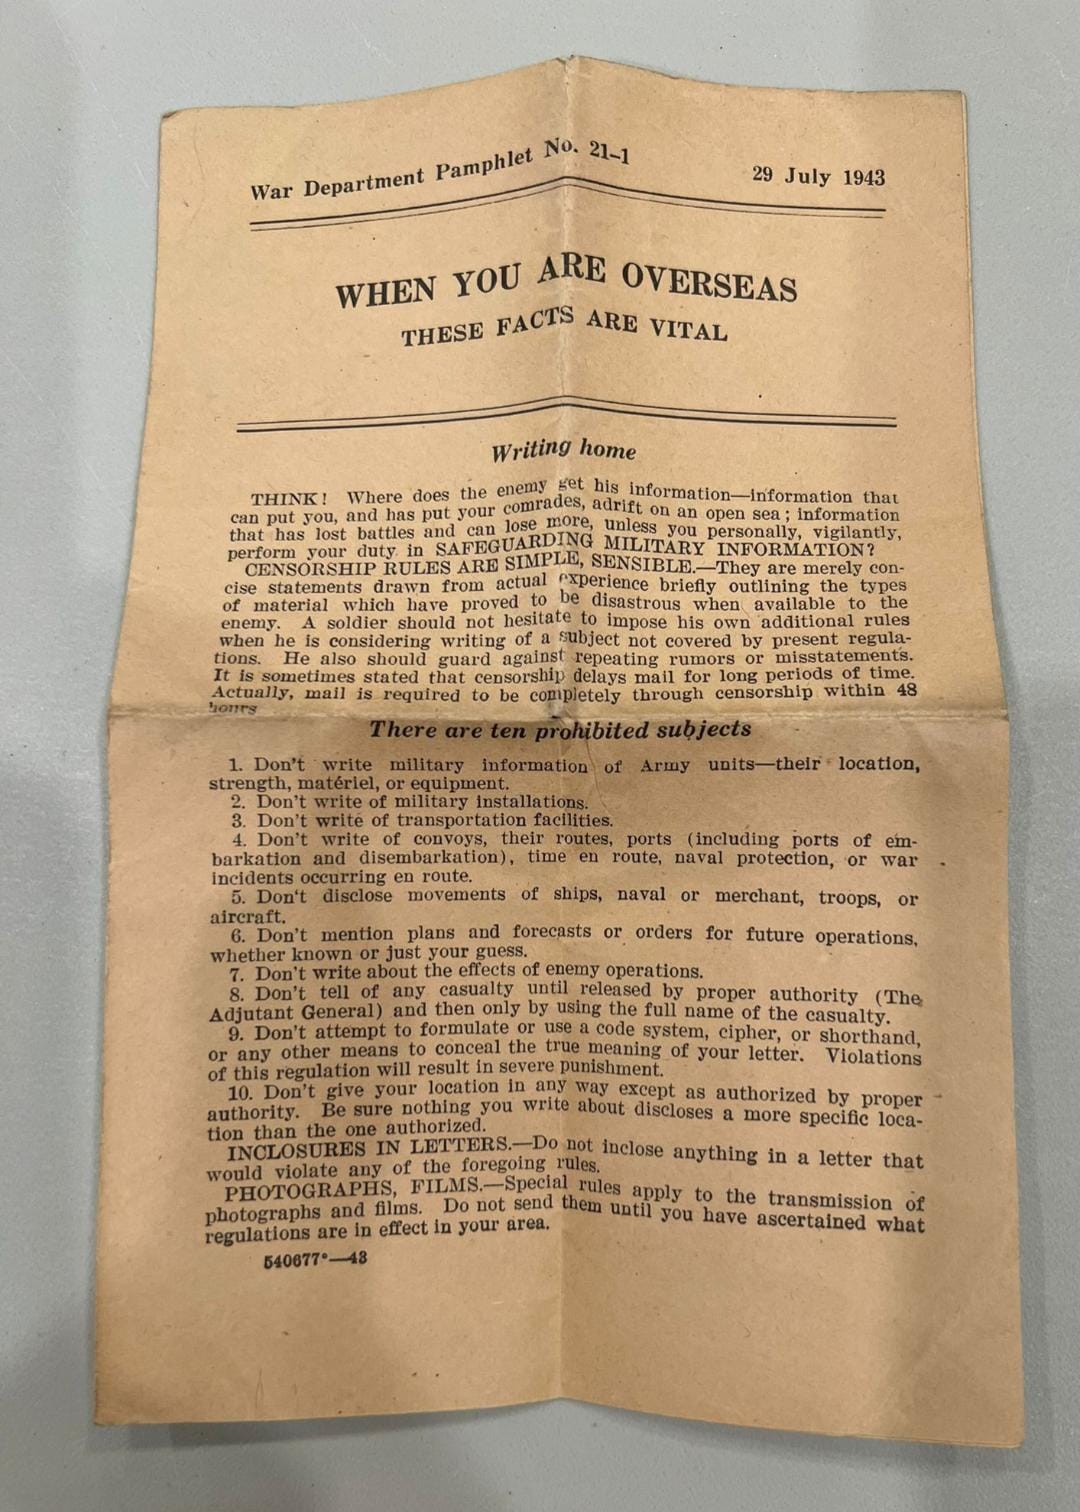 War Department Pamphlet No. 21-1
29 July 1943
WHEN YOU ARE OVERSEAS
THESE FACTS ARE VITAL
Writing home
THINK! Where does the enemy get his information—information that
can put you, and has put your comrades, adrift on an open sea; information
that has lost battles and can lose more, unless you personally, vigilantly,
perform your duty in SAFEGUARDING MILITARY INFORMATION?
CENSORSHIP RULES ARE SIMPLE, SENSIBLE.—They are merely con-
cise statements drawn from actual experience briefly outlining the types
of material which have proved to be disastrous when available to the
enemy. A soldier should not hesitate to impose his own additional rules
when he is considering writing of a subject not covered by present regula-
tions. He also should guard against repeating rumors or misstatements.
It is sometimes stated that censorship delays mail for long periods of time.
Actually, mail is required to be completely through censorship within 48
hours
There are ten prohibited subjects
1. Don't write military information of Army units—their location,
strength, matériel, or equipment.
2. Don't write of military installations.
3. Don't write of transportation facilities.
4. Don't write of convoys, their routes, ports (including ports of em-
barkation and disembarkation), time en route, naval protection, or war
incidents occurring en route.
5. Don't disclose movements of ships, naval or merchant, troops, or
aircraft.
6. Don't mention plans and forecasts or orders for future operations,
whether known or just your guess.
7. Don't write about the effects of enemy operations.
8. Don't tell of any casualty until released by proper authority (The
Adjutant General) and then only by using the full name of the casualty.
9. Don't attempt to formulate or use a code system, cipher, or shorthand,
or any other means to conceal the true meaning of your letter. Violations
of this regulation will result in severe punishment.
10. Don't give your location in any way except as authorized by proper
authority. Be sure nothing you write about discloses a more specific loca-
tion than the one authorized.
INCLOSURES IN LETTERS.—Do not inclose anything in a letter that
would violate any of the foregoing rules.
PHOTOGRAPHS, FILMS.—Special rules apply to the transmission of
photographs and films. Do not send them until you have ascertained what
regulations are in effect in your area.
540677°—43